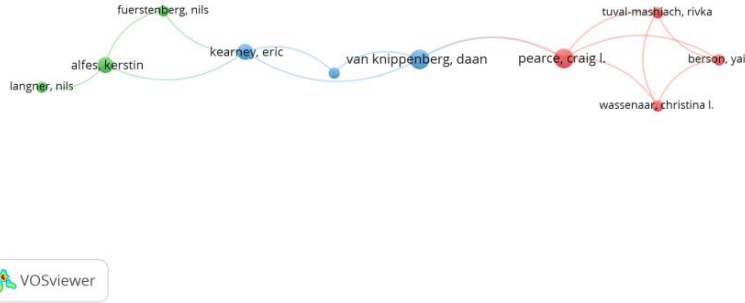 fuerstenberg, nils
tuval-mashiach, rivka
kearney, eric
van knippenberg, daan
pearce, craig l.
berson, yai
alfes, kerstin
langner, nils
wassenaar, christina l.
VOSviewer